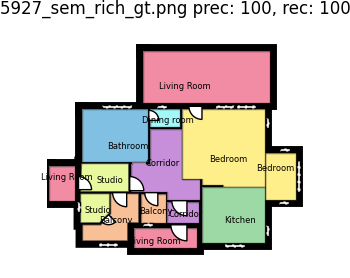 5927_sem_rich_gt.png prec: 100, rec: 100
Living Room
Dining room
Bathroom
Corridor
Bedroom
Bedroom
Living Room
Studio
Studio
Balcony
Corridor
Balcony
Kitchen
Living Room